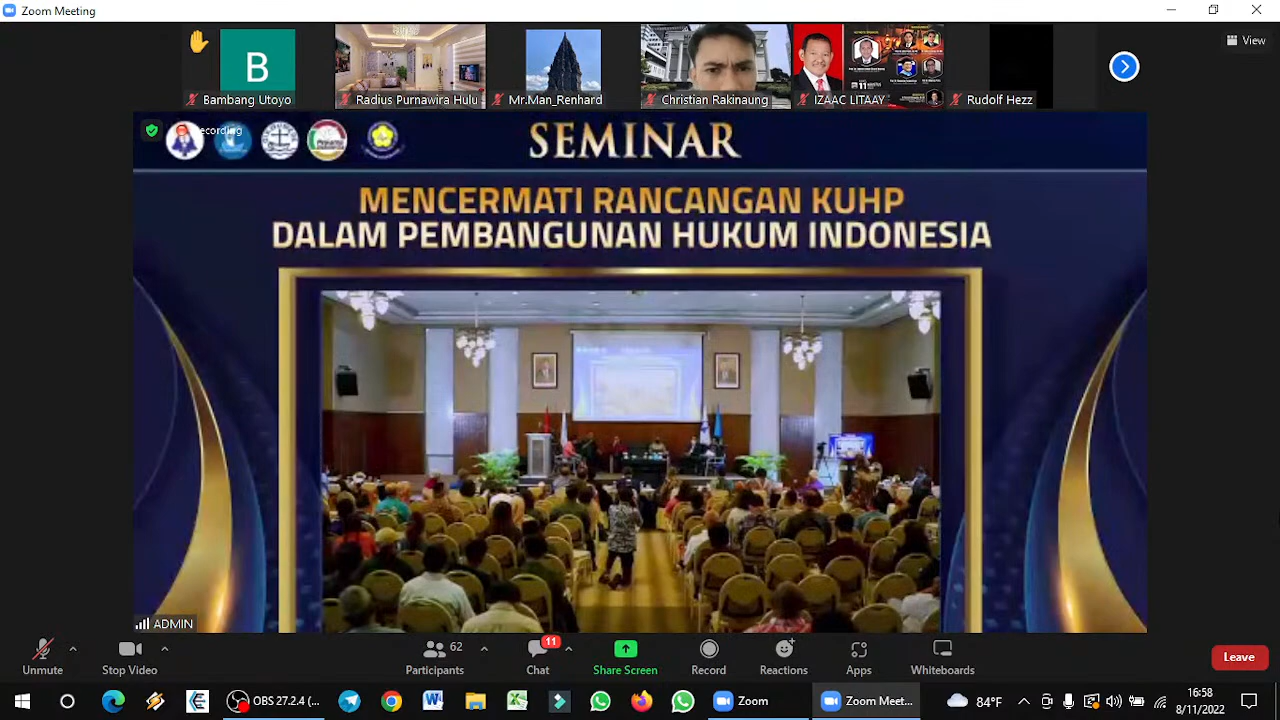 Zoom Meeting
View
B
Bambang Utoyo
Radius Purnawira Hulu
Mr.Man_Renhard
Christian Rakinaung
IZAAC LITAAY
Rudolf Hezz
11
Recording
SEMINAR
MENCERMATI RANCANGAN KUHP
DALAM PEMBANGUNAN HUKUM INDONESIA
ADMIN
Unmute
Stop Video
62
Participants
11
Chat
Share Screen
Record
Reactions
Apps
Whiteboards
Leave
OBS 27.2.4 (...
Zoom
Zoom Meet...
84°F
16:58
8/11/2022